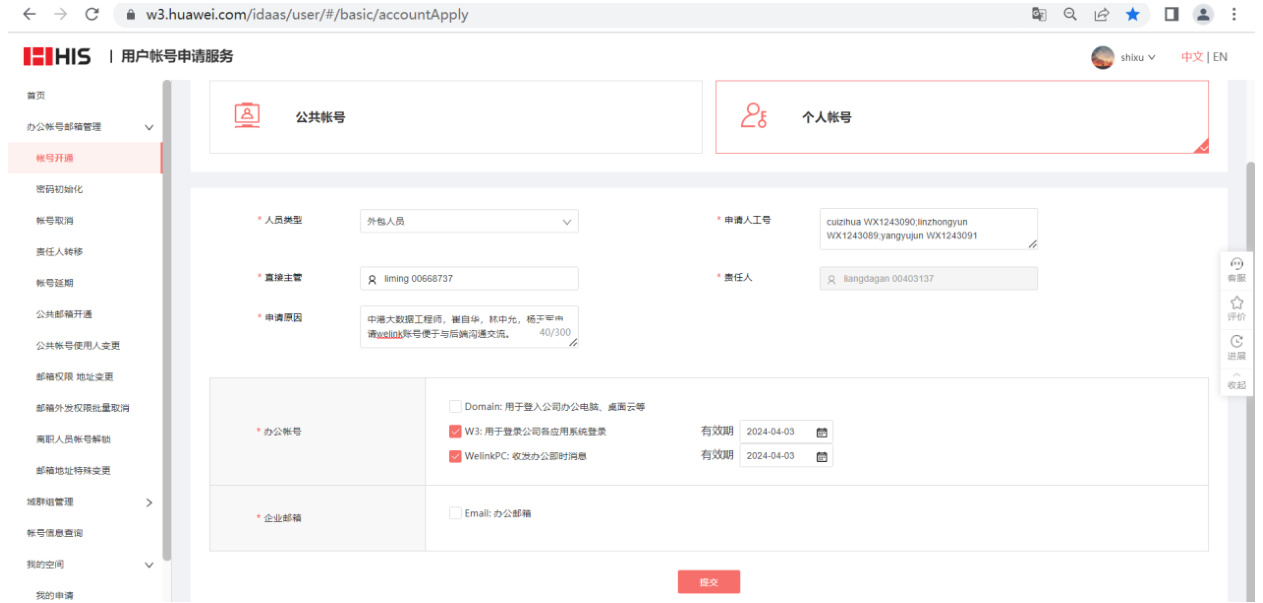 w3.huawei.com/idaas/user/#/basic/accountApply
HIS | 用户帐号申请服务
shixu
中文 | EN
首页
办公帐号邮箱管理
帐号开通
密码初始化
帐号取消
责任人转移
帐号延期
公共邮箱开通
公共帐号使用人变更
邮箱权限 地址变更
邮箱外发权限批量取消
离职人员帐号解锁
邮箱地址特殊变更
域群组管理
帐号信息查询
我的空间
我的申请
公共帐号
个人帐号
* 人员类型
外包人员
* 申请人工号
cuizihua WX1243090;linzhongyun
WX1243089;yangyujun WX1243091
* 直接主管
liming 00668737
* 责任人
liangdagan 00403137
* 申请原因
中港大数据工程师，崔自华，林中允，杨于军申
请welink账号便于与后端沟通交流。
40/300
* 办公帐号
Domain: 用于登入公司办公电脑、桌面云等
W3: 用于登录公司各应用系统登录
有效期 2024-04-03
WelinkPC: 收发办公即时消息
有效期 2024-04-03
* 企业邮箱
Email: 办公邮箱
提交
客服
评价
进展
收起